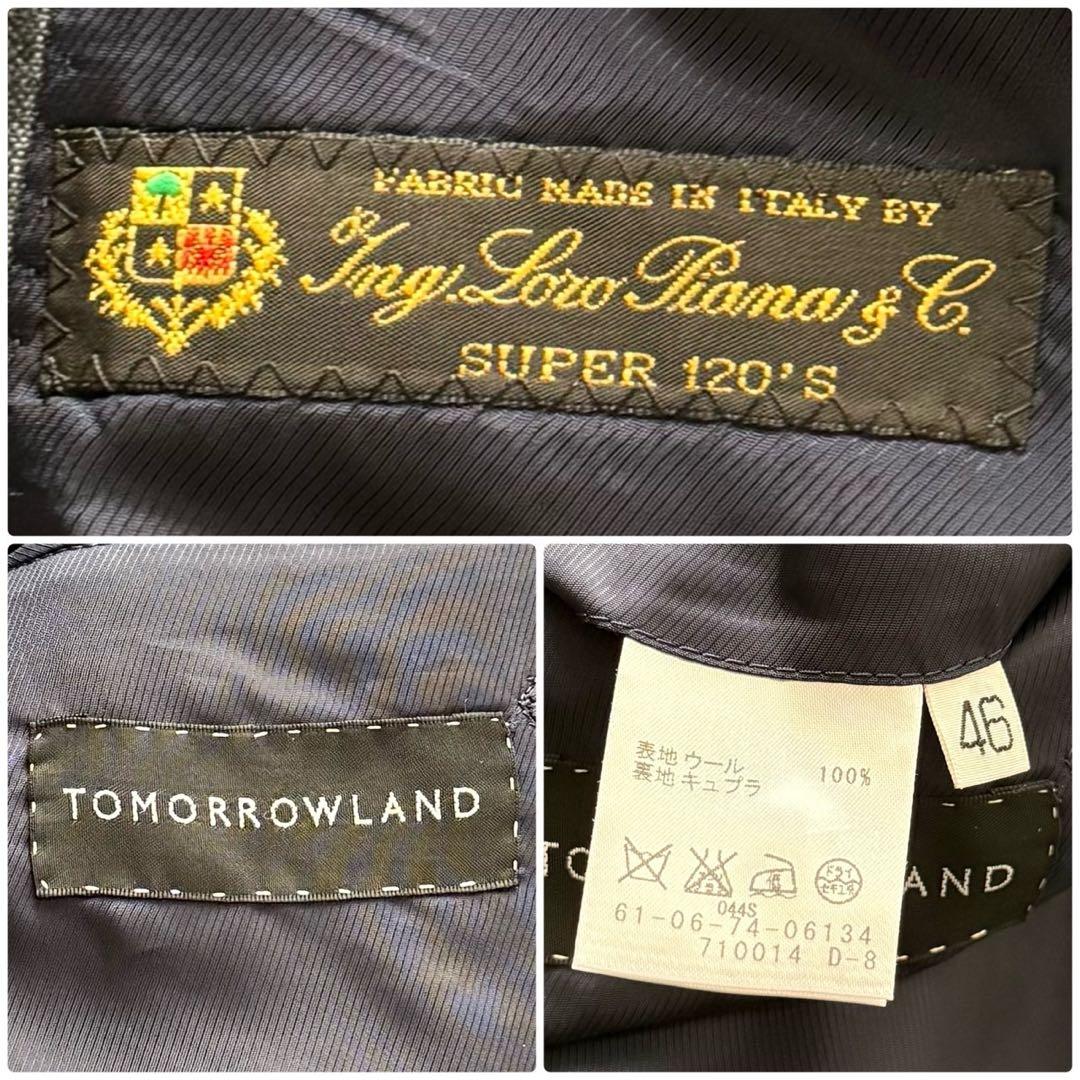 FABRIC MADE IN ITALY BY
Ing. Loro Piana & C.
SUPER 120'S
TOMORROWLAND
46
表地 ウール 100%
裏地 キュプラ
ドライ
セキユ系
044S
61-06-74-06134
710014 D-8
TO
AND